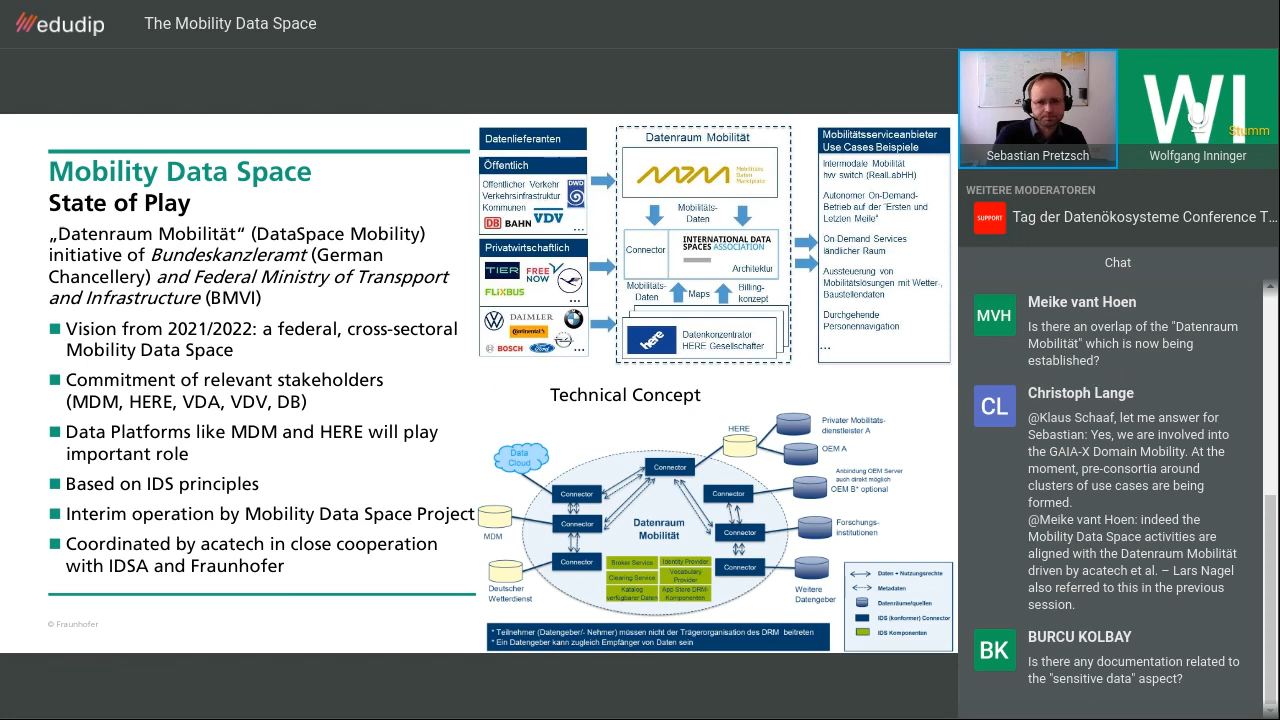 edudip
The Mobility Data Space
Mobility Data Space
State of Play
„Datenraum Mobilität“ (DataSpace Mobility)
initiative of Bundeskanzleramt (German
Chancellery) and Federal Ministry of Transpport
and Infrastructure (BMVI)
Vision from 2021/2022: a federal, cross-sectoral
Mobility Data Space
Commitment of relevant stakeholders
(MDM, HERE, VDA, VDV, DB)
Data Platforms like MDM and HERE will play
important role
Based on IDS principles
Interim operation by Mobility Data Space Project
Coordinated by acatech in close cooperation
with IDSA and Fraunhofer
© Fraunhofer
Datenlieferanten
Öffentlich
Öffentlicher Verkehr
Verkehrsinfrastruktur
Kommunen
DWD
DB BAHN VDV
...
Privatwirtschaftlich
TIER FREE NOW
FLiXBUS
...
DAIMLER
Continental
BOSCH Ford
...
Datenraum Mobilität
MDM Mobilitäts
Daten
Marktplatz
Mobilitäts-
Daten
Connector
INTERNATIONAL DATA
SPACES ASSOCIATION
Architektur
Mobilitäts-
Daten
Maps
Billing-
konzept
here
Datenkonzentrator
HERE Gesellschafter
Mobilitätsserviceanbieter
Use Cases Beispiele
Intermodale Mobilität
hvv switch (RealLabHH)
Autonomer On-Demand-
Betrieb auf der "Ersten und
Letzten Meile"
On-Demand Services
ländlicher Raum
Aussteuerung von
Mobilitätslösungen mit Wetter-,
Baustellendaten
Durchgehende
Personennavigation
...
Technical Concept
Data
Cloud
HERE
Privater Mobilitäts-
dienstleister A
OEM A
Anbindung OEM Server
auch direkt möglich
OEM B* optional
Connector
Connector
Connector
Connector
Connector
Connector
Connector
MDM
Datenraum
Mobilität
Forschungs-
institutionen
Broker Service
Identity Provider
Clearing Service
Vocabulary
Provider
Katalog
verfügbarer Daten
App Store DRM-
Komponenten
Deutscher
Wetterdienst
Weitere
Datengeber
Daten + Nutzungsrechte
Metadaten
Datenräume/quellen
IDS (konformer) Connector
IDS Komponenten
* Teilnehmer (Datengeber/- Nehmer) müssen nicht der Trägerorganisation des DRM beitreten
* Ein Datengeber kann zugleich Empfänger von Daten sein
Sebastian Pretzsch
WI
Stumm
Wolfgang Inninger
WEITERE MODERATOREN
SUPPORT
Tag der Datenökosysteme Conference T...
Chat
MVH
Meike vant Hoen
Is there an overlap of the "Datenraum
Mobilität" which is now being
established?
CL
Christoph Lange
@Klaus Schaaf, let me answer for
Sebastian: Yes, we are involved into
the GAIA-X Domain Mobility. At the
moment, pre-consortia around
clusters of use cases are being
formed.
@Meike vant Hoen: indeed the
Mobility Data Space activities are
aligned with the Datenraum Mobilität
driven by acatech et al. – Lars Nagel
also referred to this in the previous
session.
BK
BURCU KOLBAY
Is there any documentation related to
the "sensitive data" aspect?